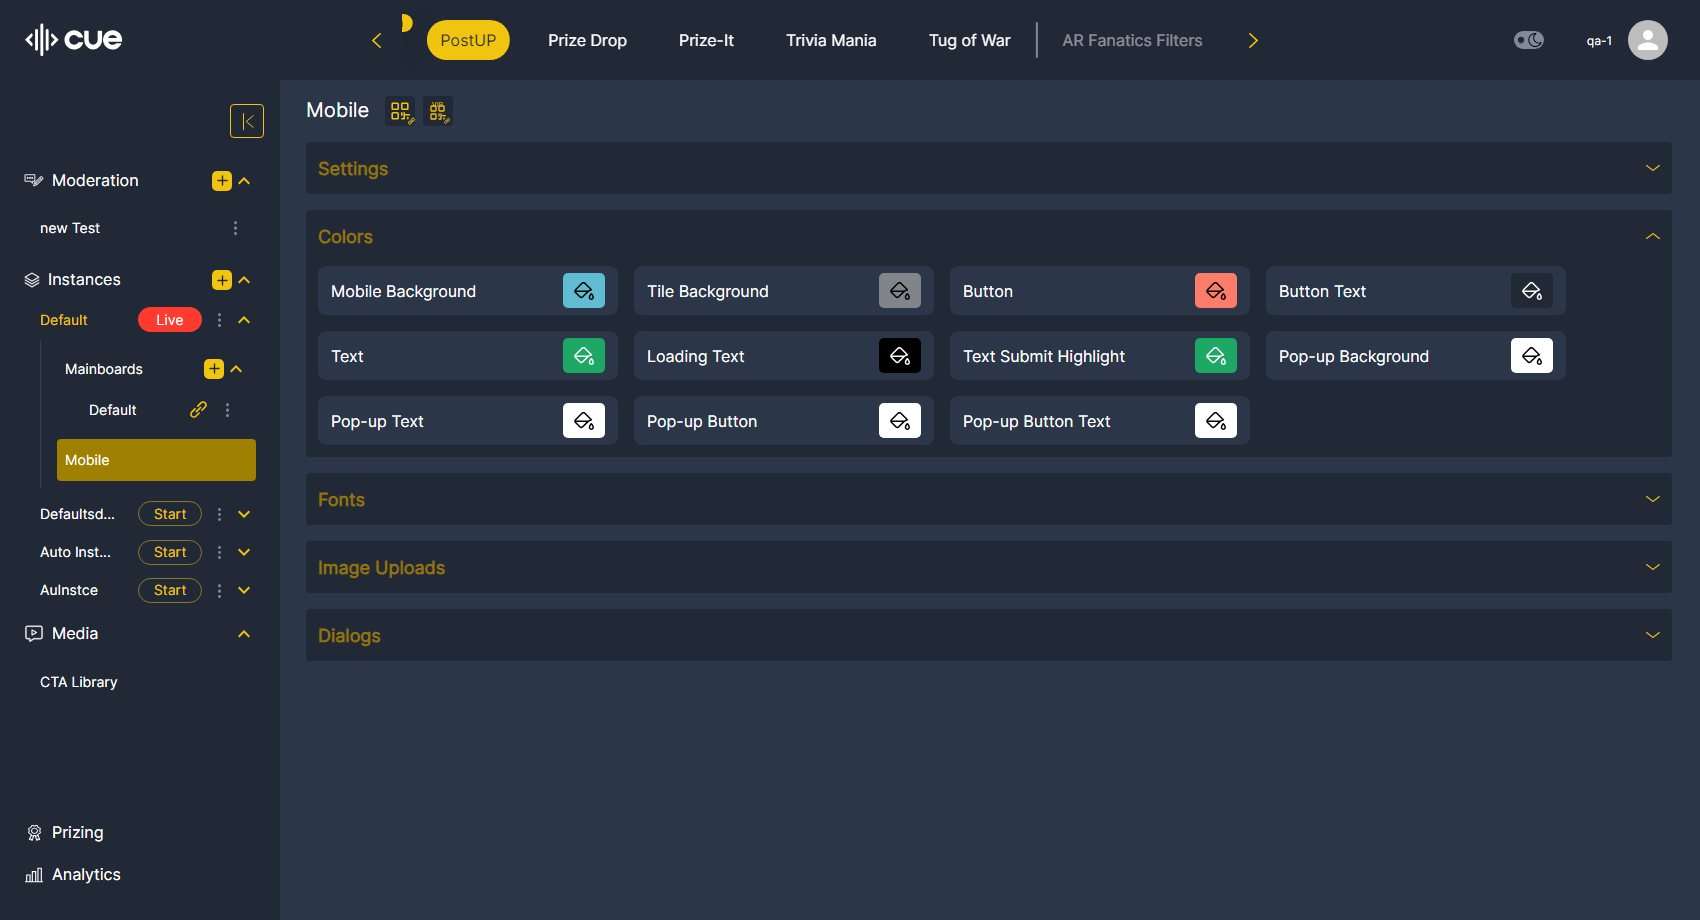 cue
PostUP
Prize Drop
Prize-It
Trivia Mania
Tug of War
AR Fanatics Filters
qa-1
Moderation
new Test
Instances
Default
Live
Mainboards
Default
Mobile
Defaultsd...
Start
Auto Inst...
Start
AuInstce
Start
Media
CTA Library
Prizing
Analytics
Mobile
VIP
Settings
Colors
Mobile Background
Tile Background
Button
Button Text
Text
Loading Text
Text Submit Highlight
Pop-up Background
Pop-up Text
Pop-up Button
Pop-up Button Text
Fonts
Image Uploads
Dialogs